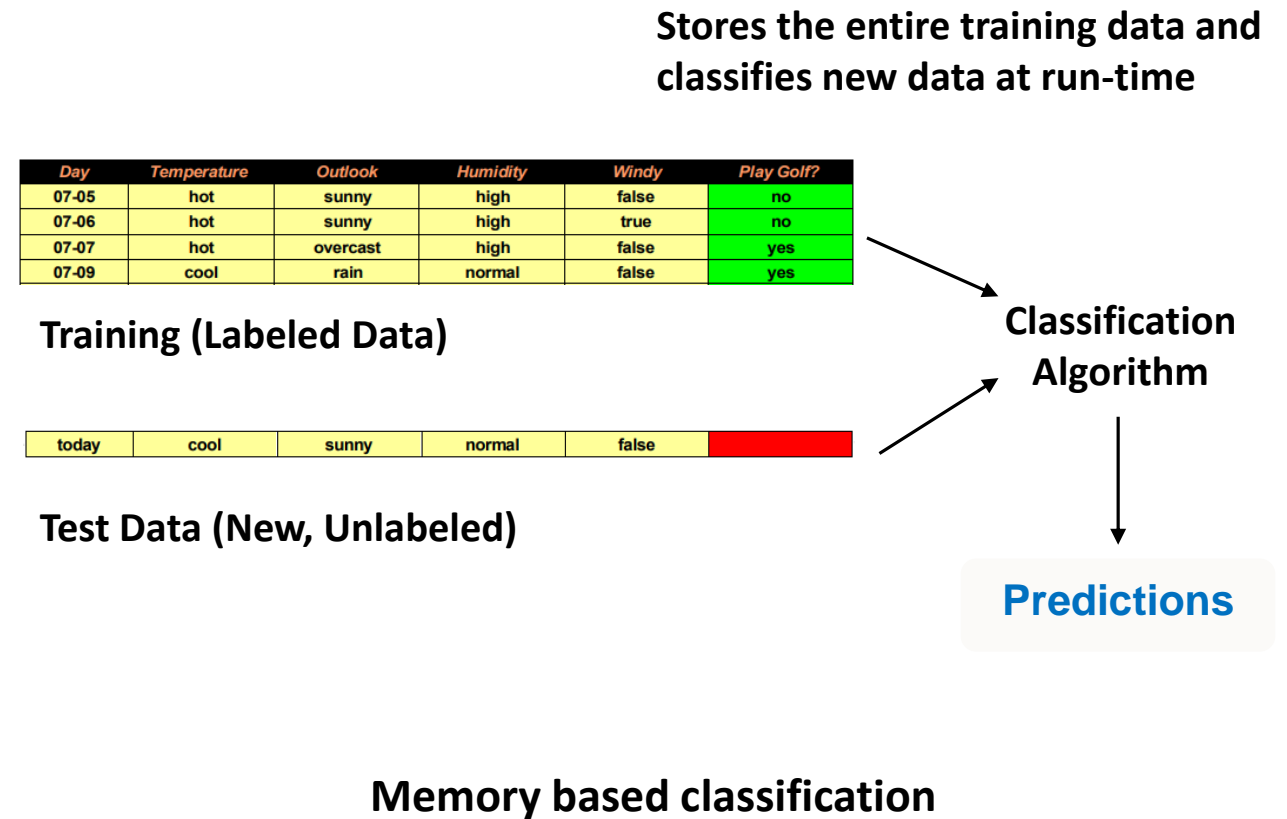 Stores the entire training data and
classifies new data at run-time
Day Temperature Outlook Humidity Windy Play Golf?
07-05 hot sunny high false no
07-06 hot sunny high true no
07-07 hot overcast high false yes
07-09 cool rain normal false yes
Training (Labeled Data)
Classification
Algorithm
today cool sunny normal false
Test Data (New, Unlabeled)
Predictions
Memory based classification